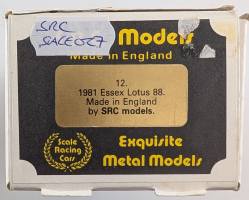 SRC
SALE OCT
Models
Made in England
12.
1981 Essex Lotus 88.
Made in England
by SRC models.
Scale
Racing
Cars
Exquisite
Metal Models